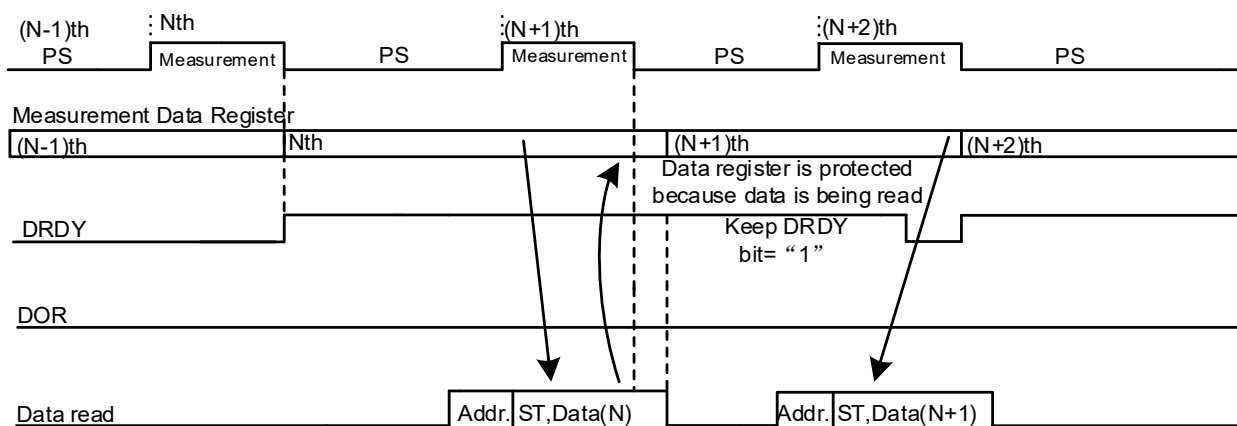 (N-1)th
Nth
(N+1)th
(N+2)th
PS
Measurement
PS
Measurement
PS
Measurement
PS
Measurement Data Register
(N-1)th
Nth
(N+1)th
(N+2)th
Data register is protected
because data is being read
DRDY
Keep DRDY
bit= “1”
DOR
Data read
Addr.
ST,Data(N)
Addr.
ST,Data(N+1)